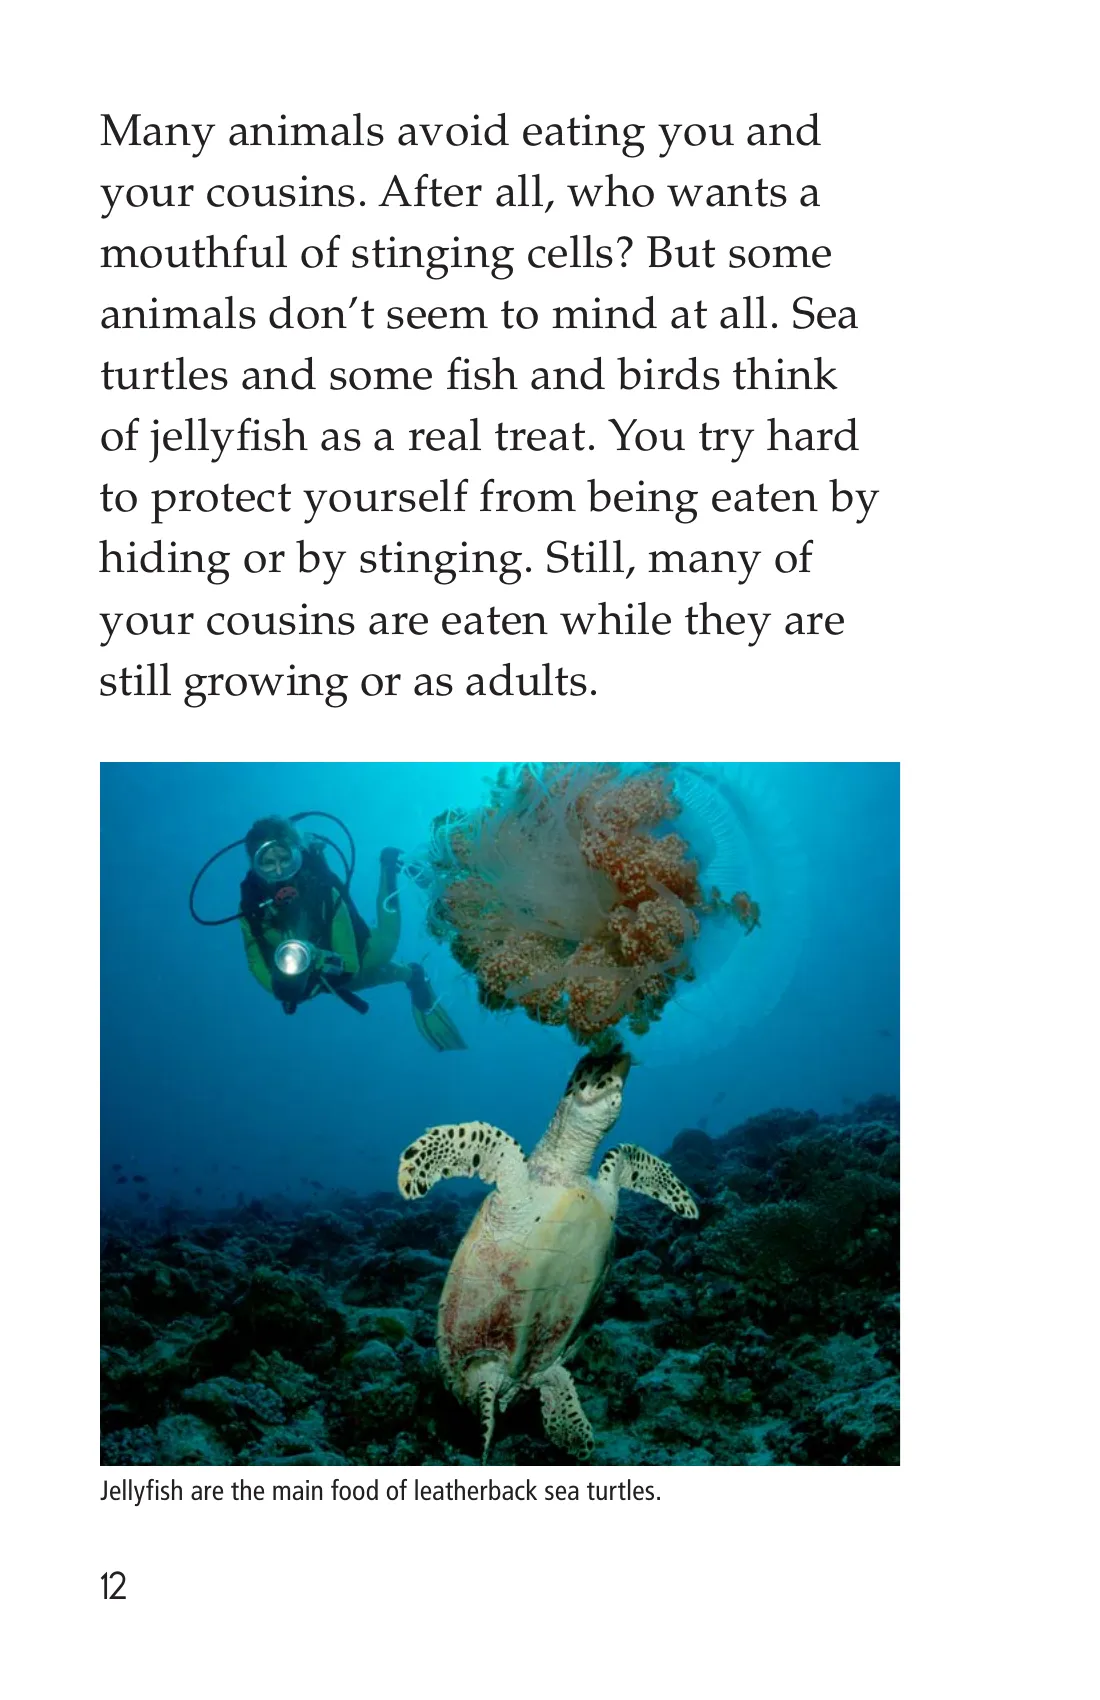 Many animals avoid eating you and
your cousins. After all, who wants a
mouthful of stinging cells? But some
animals don’t seem to mind at all. Sea
turtles and some fish and birds think
of jellyfish as a real treat. You try hard
to protect yourself from being eaten by
hiding or by stinging. Still, many of
your cousins are eaten while they are
still growing or as adults.
Jellyfish are the main food of leatherback sea turtles.
12